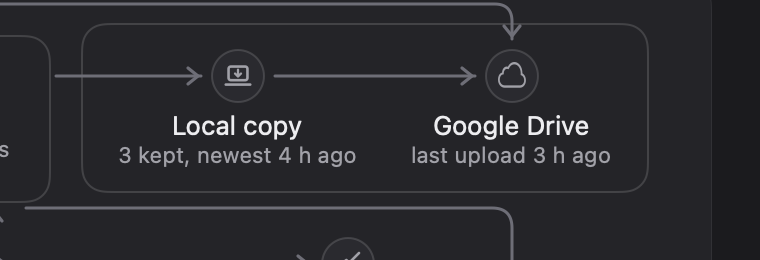 Local copy
3 kept, newest 4 h ago
Google Drive
last upload 3 h ago
s